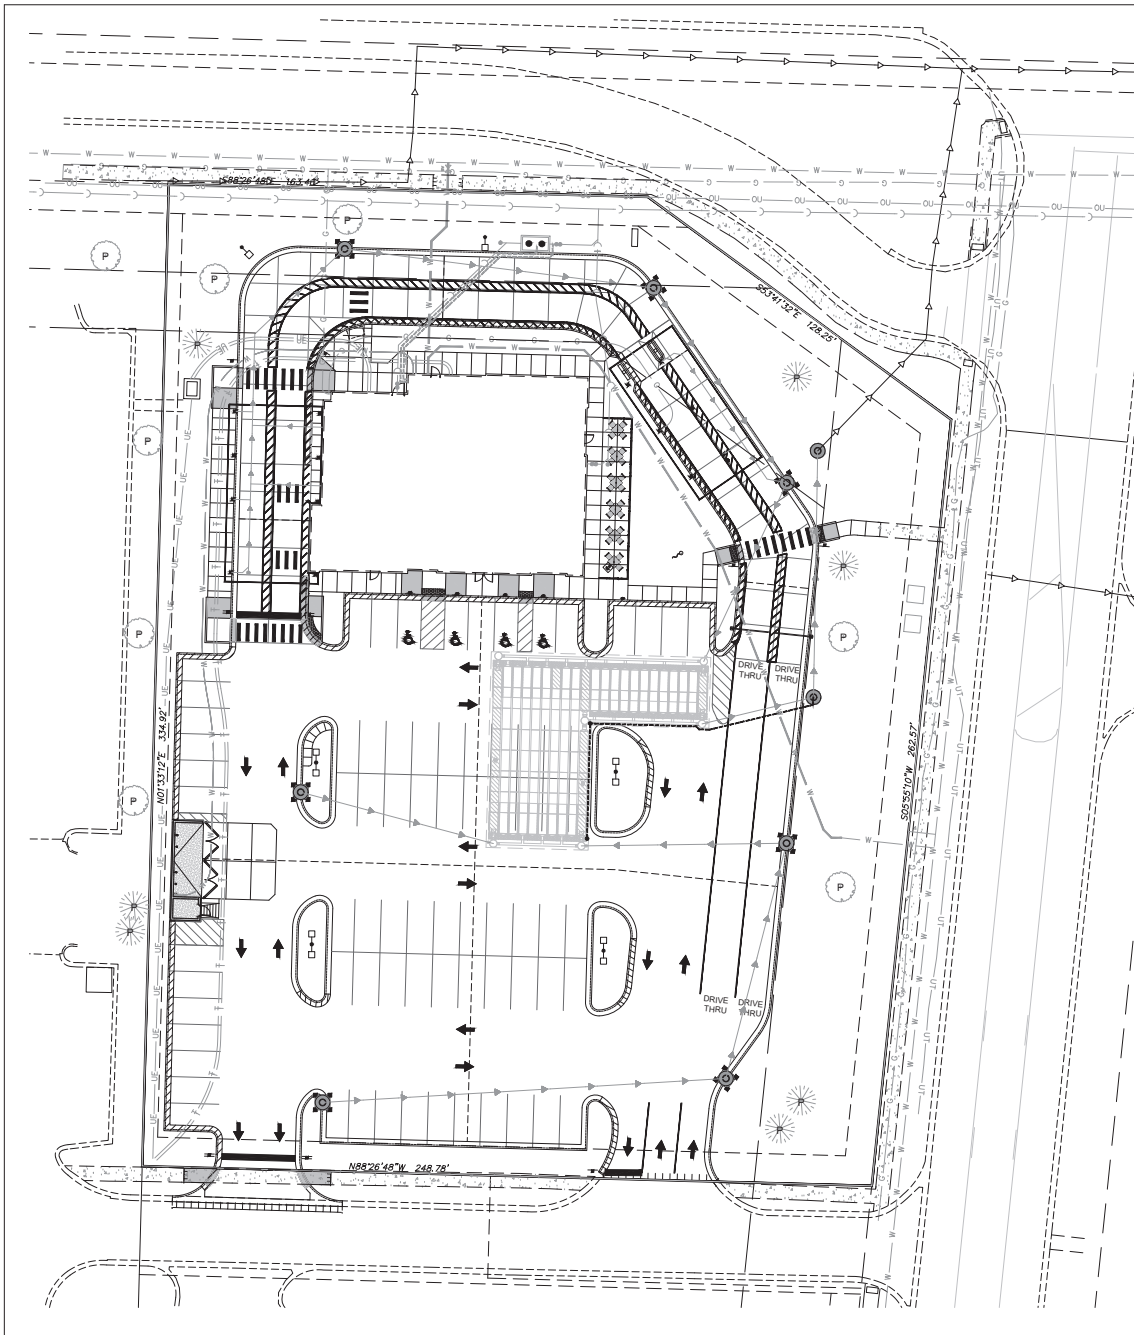 S88°26'48"E 163.40'
S53°41'32"E 128.25'
DRIVE
THRU
DRIVE
THRU
N01°33'12"E 334.92'
S05°55'10"W 262.57'
DRIVE
THRU
DRIVE
THRU
N88°26'48"W 248.78'